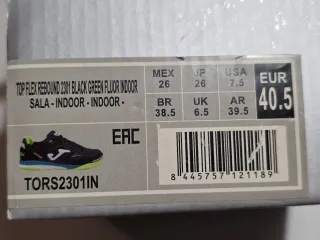 TOP FLEX REBOUND 2301 BLACK GREEN FLUOR INDOOR
SALA - INDOOR - INDOOR -
MEX 26
JP 26
USA 7.5
EUR 40.5
BR 38.5
UK 6.5
AR 39.5
EAC
TORS2301IN
8 445757 121189